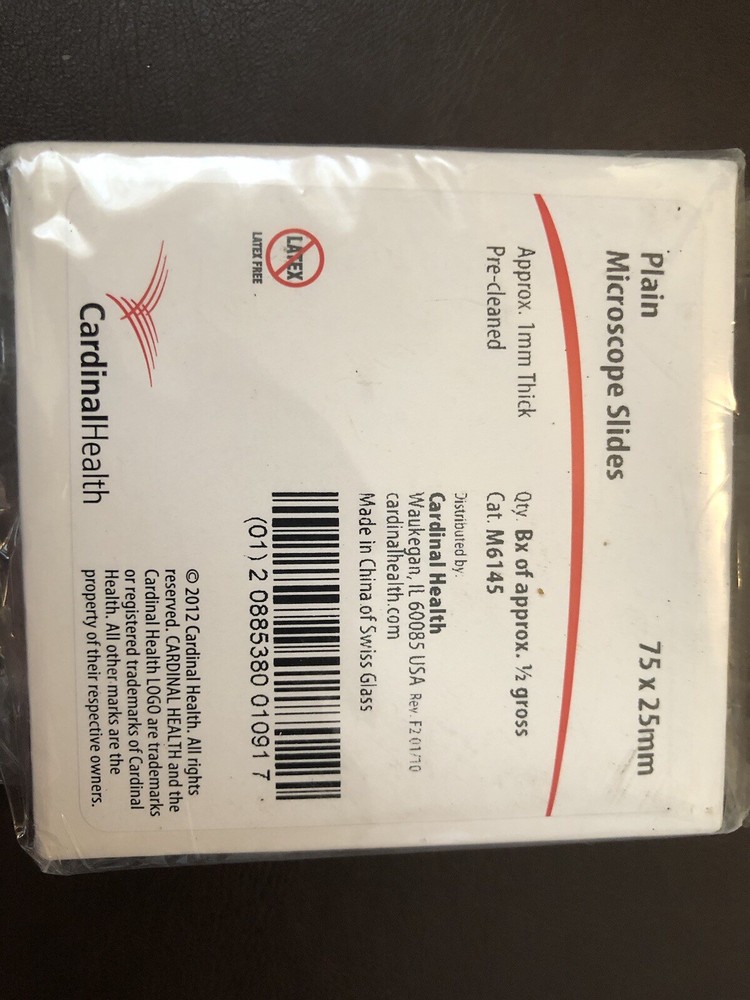 Plain
Microscope Slides
75 x 25mm
Approx. 1mm Thick
Pre-cleaned
Qty. Bx of approx. ½ gross
Cat. M6145
Distributed by:
Cardinal Health
Waukegan, IL 60085 USA Rev. F2 01/10
cardinalhealth.com
Made in China of Swiss Glass
LATEX
LATEX FREE
(01) 2 0885380 01091 7
CardinalHealth
© 2012 Cardinal Health. All rights
reserved. CARDINAL HEALTH and the
Cardinal Health LOGO are trademarks
or registered trademarks of Cardinal
Health. All other marks are the
property of their respective owners.